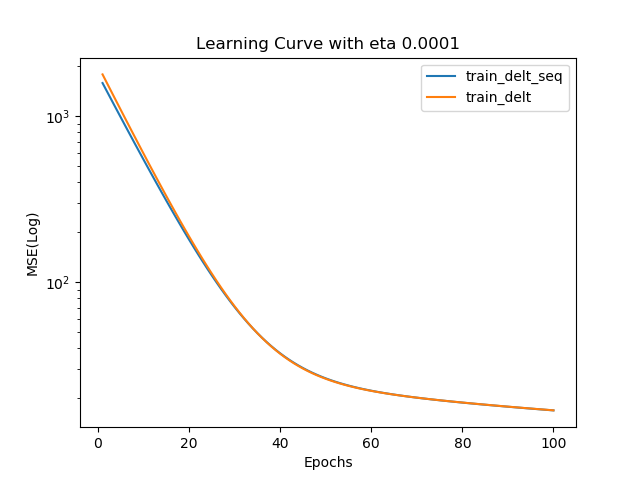 Learning Curve with eta 0.0001
train_delt_seq
train_delt
MSE(Log)
10³
10²
0 20 40 60 80 100
Epochs